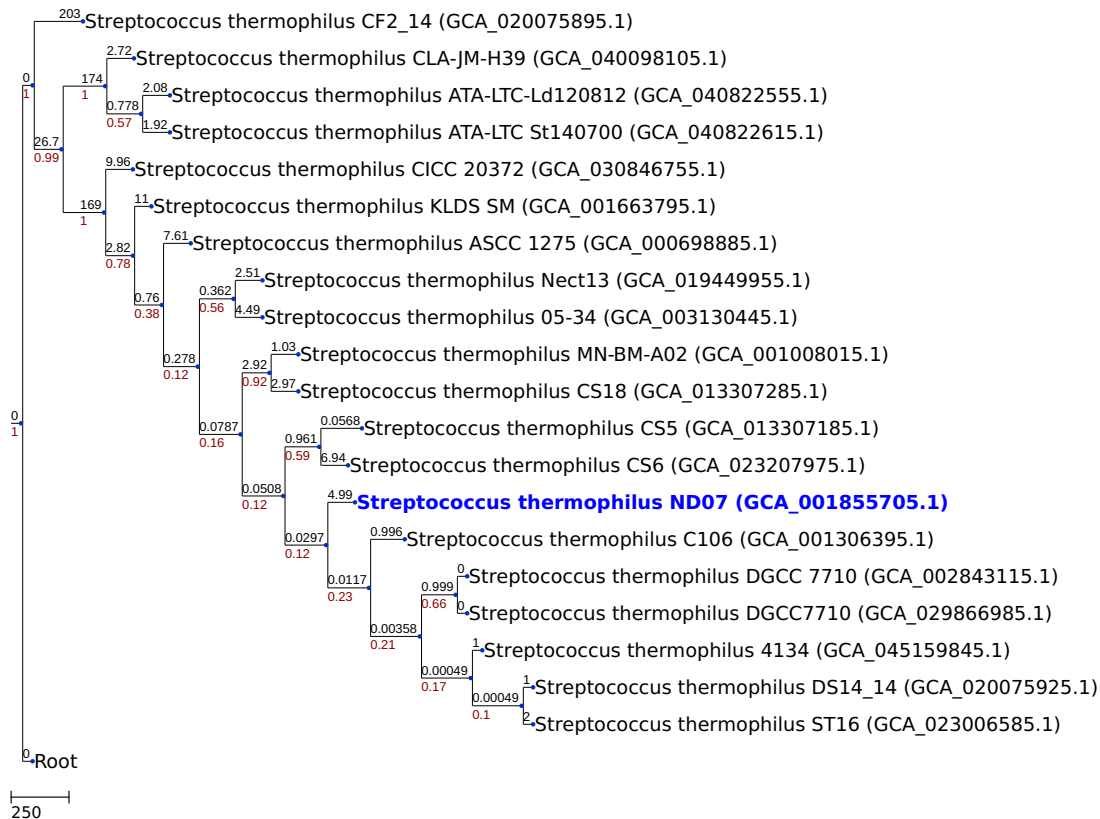 203 Streptococcus thermophilus CF2_14 (GCA_020075895.1)
2.72 Streptococcus thermophilus CLA-JM-H39 (GCA_040098105.1)
0 174
1 1
2.08 Streptococcus thermophilus ATA-LTC-Ld120812 (GCA_040822555.1)
0.778
0.57
1.92 Streptococcus thermophilus ATA-LTC St140700 (GCA_040822615.1)
26.7
0.99
9.96 Streptococcus thermophilus CICC 20372 (GCA_030846755.1)
11 Streptococcus thermophilus KLDS SM (GCA_001663795.1)
169
1
7.61 Streptococcus thermophilus ASCC 1275 (GCA_000698885.1)
2.82
0.78
2.51 Streptococcus thermophilus Nect13 (GCA_019449955.1)
0.76 0.362
0.38 0.56
4.49 Streptococcus thermophilus 05-34 (GCA_003130445.1)
1.03 Streptococcus thermophilus MN-BM-A02 (GCA_001008015.1)
0.278 2.92
0.12 0.92
2.97 Streptococcus thermophilus CS18 (GCA_013307285.1)
0
1
0.0568 Streptococcus thermophilus CS5 (GCA_013307185.1)
0.0787 0.961
0.16 0.59
6.94 Streptococcus thermophilus CS6 (GCA_023207975.1)
0.0508
0.12
4.99 Streptococcus thermophilus ND07 (GCA_001855705.1)
0.996 Streptococcus thermophilus C106 (GCA_001306395.1)
0.0297
0.12
0 Streptococcus thermophilus DGCC 7710 (GCA_002843115.1)
0.0117 0.999
0.23 0.66
0 Streptococcus thermophilus DGCC7710 (GCA_029866985.1)
0.00358
0.21
1 Streptococcus thermophilus 4134 (GCA_045159845.1)
0.00049
0.17
1 Streptococcus thermophilus DS14_14 (GCA_020075925.1)
0.00049
0.1
2 Streptococcus thermophilus ST16 (GCA_023006585.1)
0 Root
250